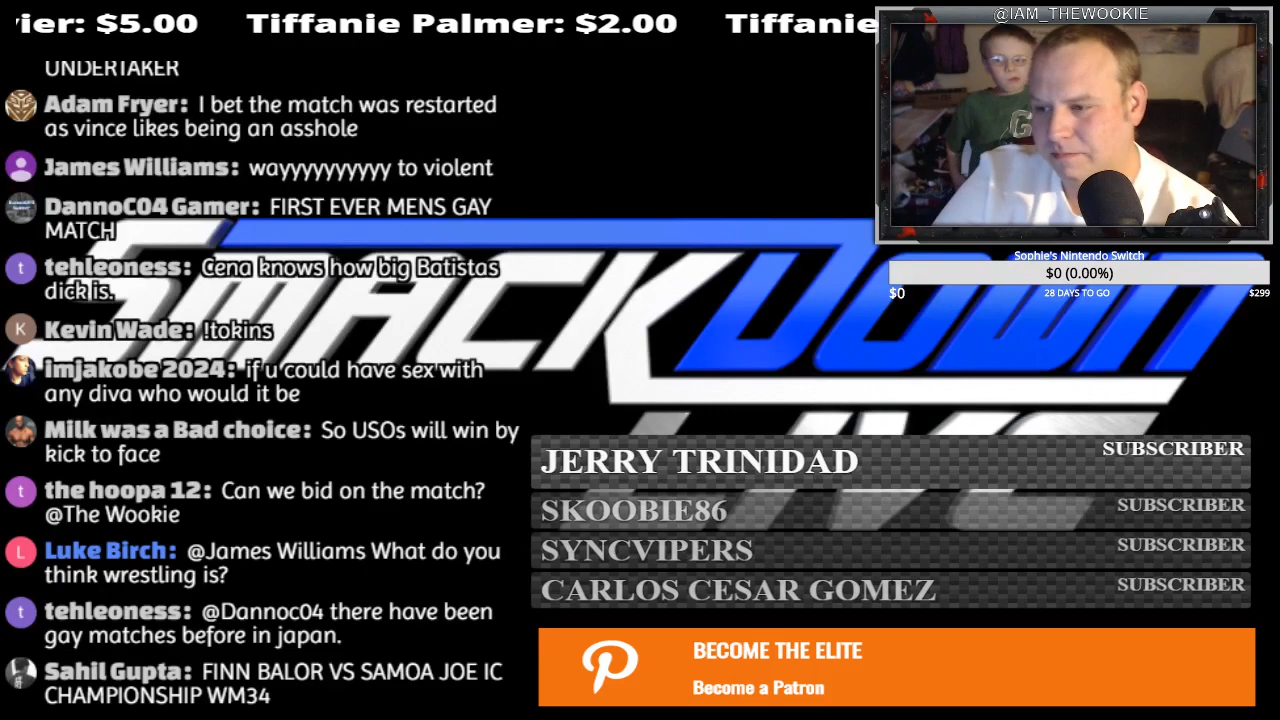 ier: $5.00 Tiffanie Palmer: $2.00 Tiffanie
@IAM_THEWOOKIE
UNDERTAKER
Adam Fryer: I bet the match was restarted
as vince likes being an asshole
James Williams: wayyyyyyyyy to violent
DannoC04 Gamer: FIRST EVER MENS GAY
MATCH
tehleoness: Cena knows how big Batistas
dick is.
Kevin Wade: !tokins
imjakobe 2024: if u could have sex with
any diva who would it be
Milk was a Bad choice: So USOs will win by
kick to face
the hoopa 12: Can we bid on the match?
@The Wookie
Luke Birch: @James Williams What do you
think wrestling is?
tehleoness: @Dannoc04 there have been
gay matches before in japan.
Sahil Gupta: FINN BALOR VS SAMOA JOE IC
CHAMPIONSHIP WM34
G
Sophie's Nintendo Switch
$0 (0.00%)
$0 28 DAYS TO GO $299
SMACKDOWN
LIVE
JERRY TRINIDAD SUBSCRIBER
SKOOBIE86 SUBSCRIBER
SYNCVIPERS SUBSCRIBER
CARLOS CESAR GOMEZ SUBSCRIBER
BECOME THE ELITE
Become a Patron